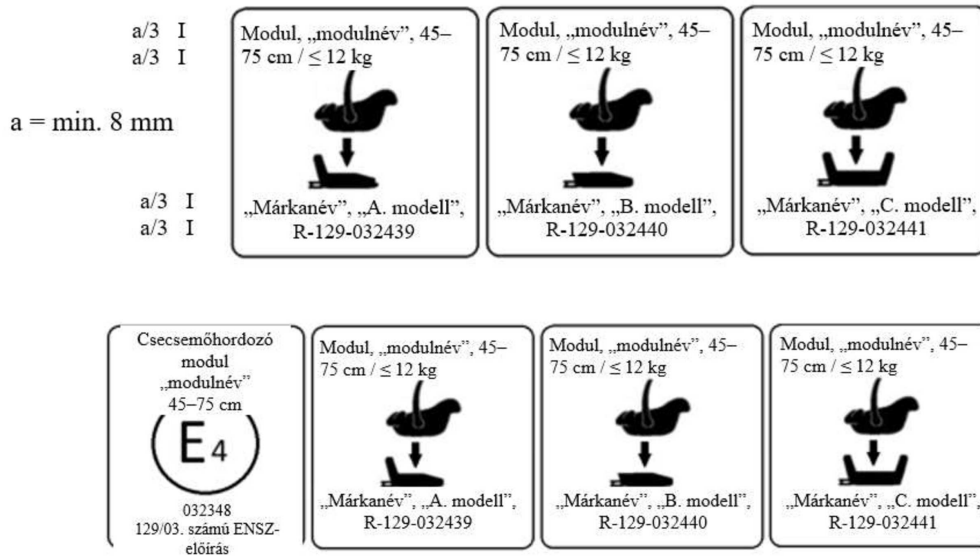 a/3 I
a/3 I
a = min. 8 mm
a/3 I
a/3 I
Modul, „modulnév”, 45–
75 cm / ≤ 12 kg
„Márkanév”, „A. modell”,
R-129-032439
Modul, „modulnév”, 45–
75 cm / ≤ 12 kg
„Márkanév”, „B. modell”,
R-129-032440
Modul, „modulnév”, 45–
75 cm / ≤ 12 kg
„Márkanév”, „C. modell”,
R-129-032441
Csecsemőhordozó
modul
„modulnév”
45–75 cm
E4
032348
129/03. számú ENSZ-
előírás
Modul, „modulnév”, 45–
75 cm / ≤ 12 kg
„Márkanév”, „A. modell”,
R-129-032439
Modul, „modulnév”, 45–
75 cm / ≤ 12 kg
„Márkanév”, „B. modell”,
R-129-032440
Modul, „modulnév”, 45–
75 cm / ≤ 12 kg
„Márkanév”, „C. modell”,
R-129-032441